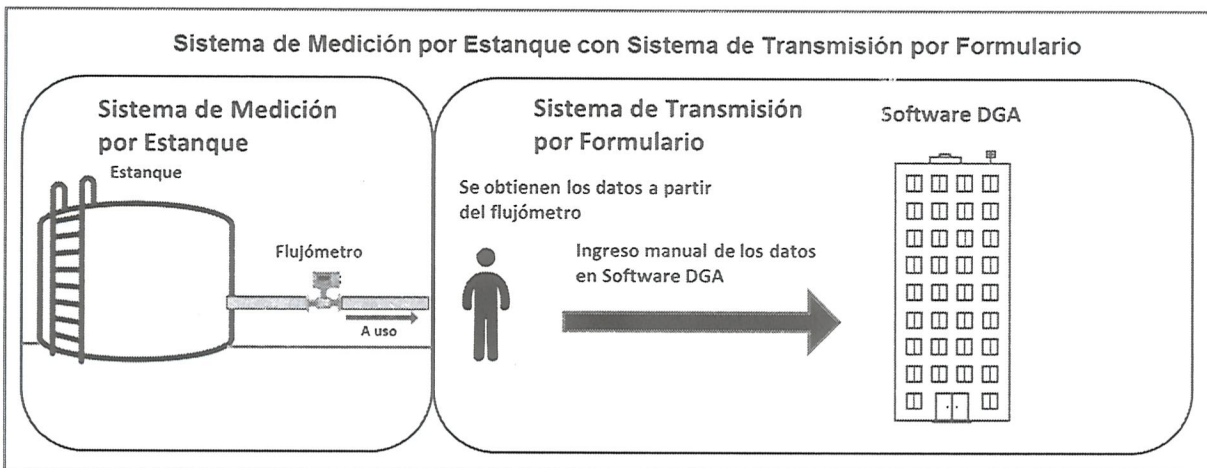 Sistema de Medición por Estanque con Sistema de Transmisión por Formulario
Sistema de Medición
por Estanque
Estanque
Flujómetro
A uso
Sistema de Transmisión
por Formulario
Se obtienen los datos a partir
del flujómetro
Ingreso manual de los datos
en Software DGA
Software DGA